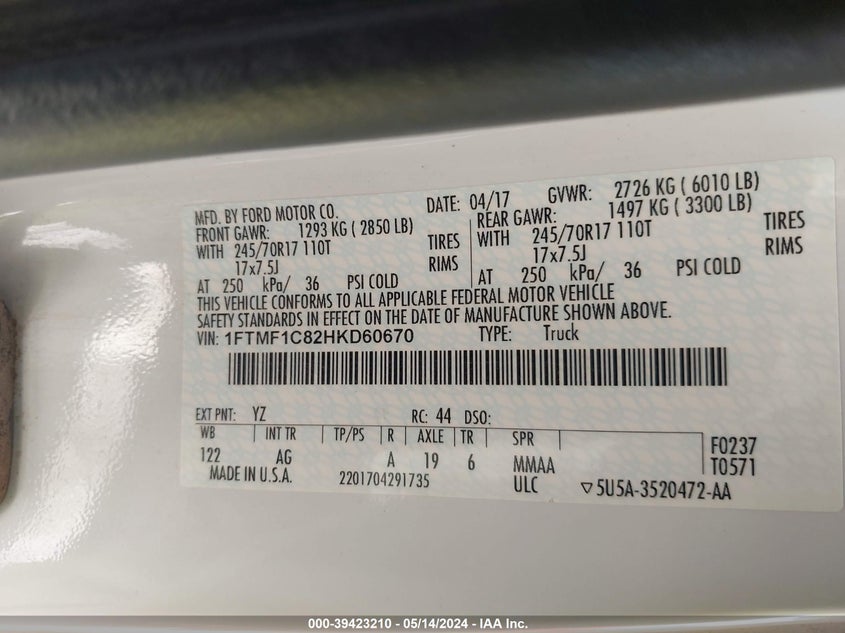 MFD. BY FORD MOTOR CO. DATE: 04/17 GVWR: 2726 KG ( 6010 LB)
FRONT GAWR: 1293 KG ( 2850 LB) REAR GAWR: 1497 KG ( 3300 LB)
WITH 245/70R17 110T TIRES WITH 245/70R17 110T TIRES
17x7.5J RIMS 17x7.5J RIMS
AT 250 kPa/ 36 PSI COLD AT 250 kPa/ 36 PSI COLD
THIS VEHICLE CONFORMS TO ALL APPLICABLE FEDERAL MOTOR VEHICLE
SAFETY STANDARDS IN EFFECT ON THE DATE OF MANUFACTURE SHOWN ABOVE.
VIN: 1FTMF1C82HKD60670 TYPE: Truck
EXT PNT: YZ RC: 44 DSO:
WB INT TR TP/PS R AXLE TR SPR F0237
122 AG A 19 6 MMAA T0571
MADE IN U.S.A. 2201704291735 ULC ▽5U5A-3520472-AA
000-39423210 - 05/14/2024 - IAA Inc.